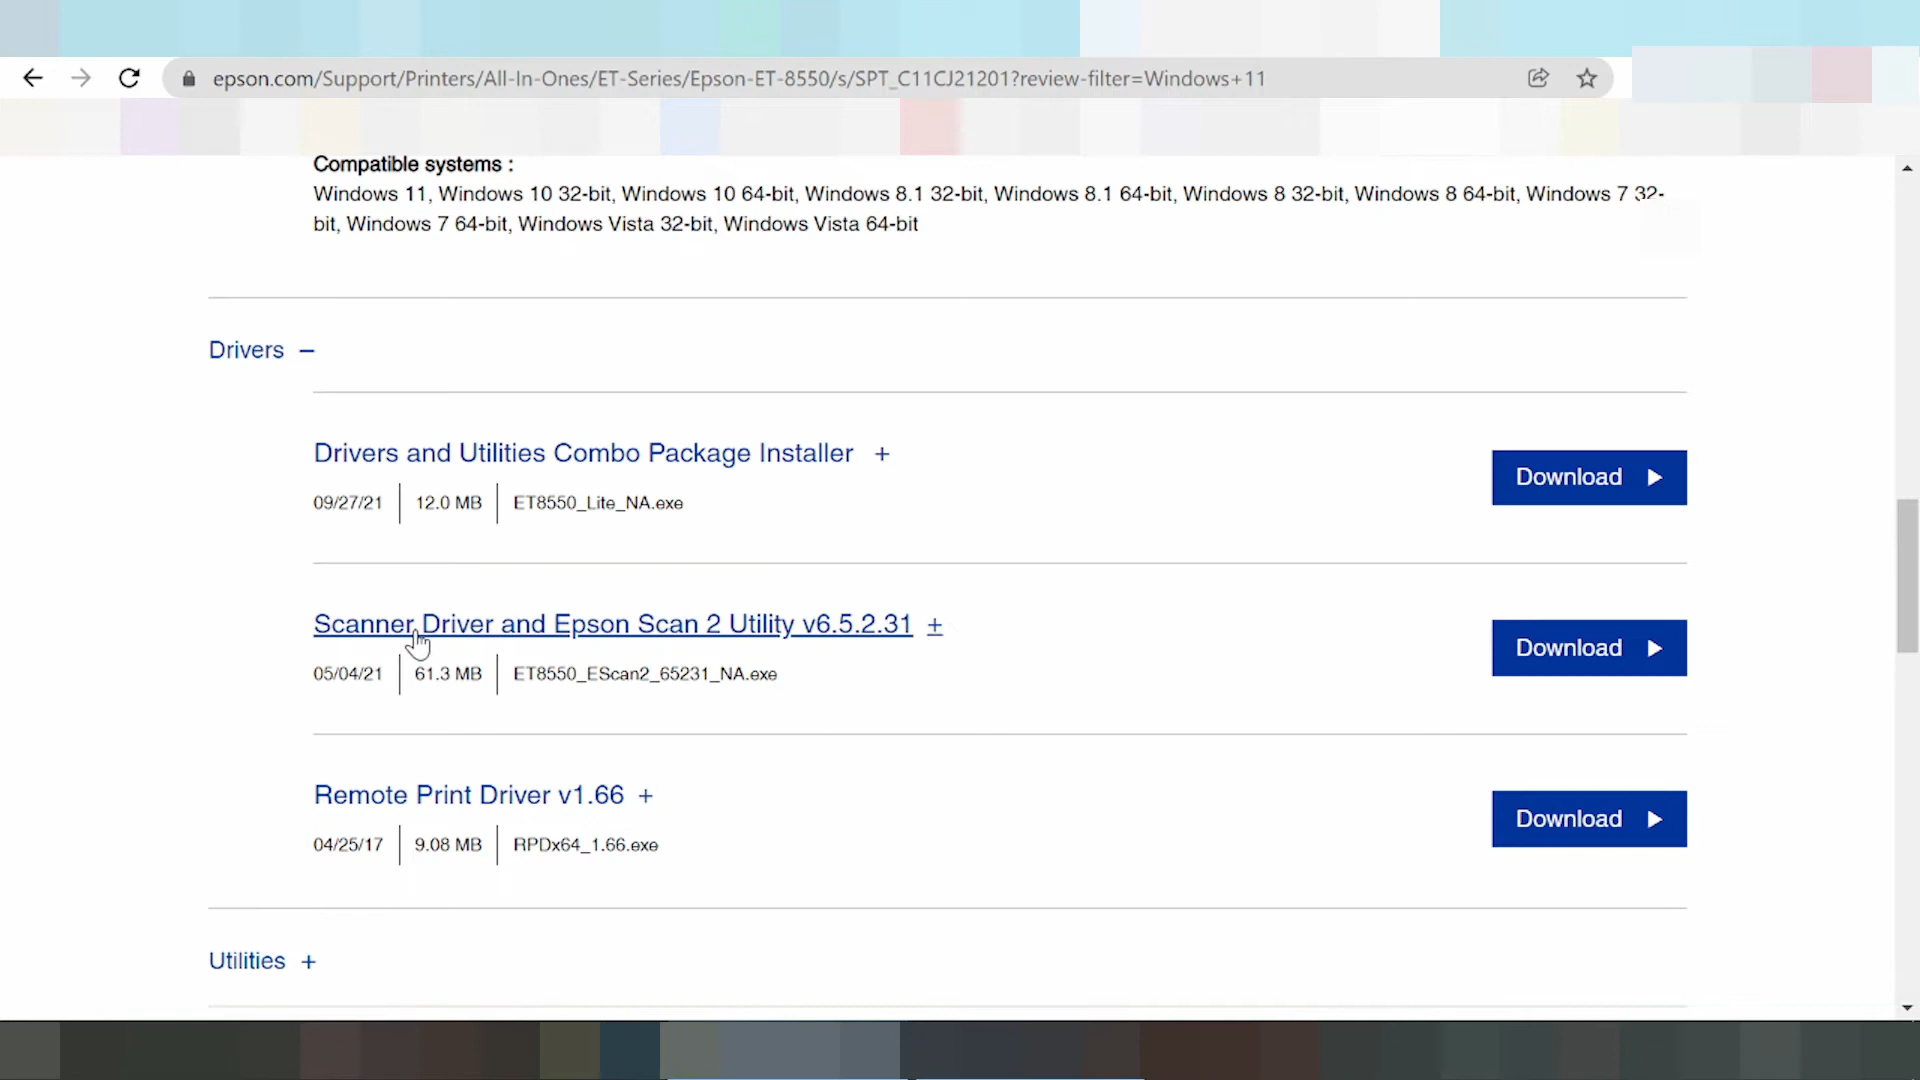 epson.com/Support/Printers/All-In-Ones/ET-Series/Epson-ET-8550/s/SPT_C11CJ21201?review-filter=Windows+11
Compatible systems :
Windows 11, Windows 10 32-bit, Windows 10 64-bit, Windows 8.1 32-bit, Windows 8.1 64-bit, Windows 8 32-bit, Windows 8 64-bit, Windows 7 32-
bit, Windows 7 64-bit, Windows Vista 32-bit, Windows Vista 64-bit
Drivers −
Drivers and Utilities Combo Package Installer +
Download
09/27/21 12.0 MB ET8550_Lite_NA.exe
Scanner Driver and Epson Scan 2 Utility v6.5.2.31 +
Download
05/04/21 61.3 MB ET8550_EScan2_65231_NA.exe
Remote Print Driver v1.66 +
Download
04/25/17 9.08 MB RPDx64_1.66.exe
Utilities +